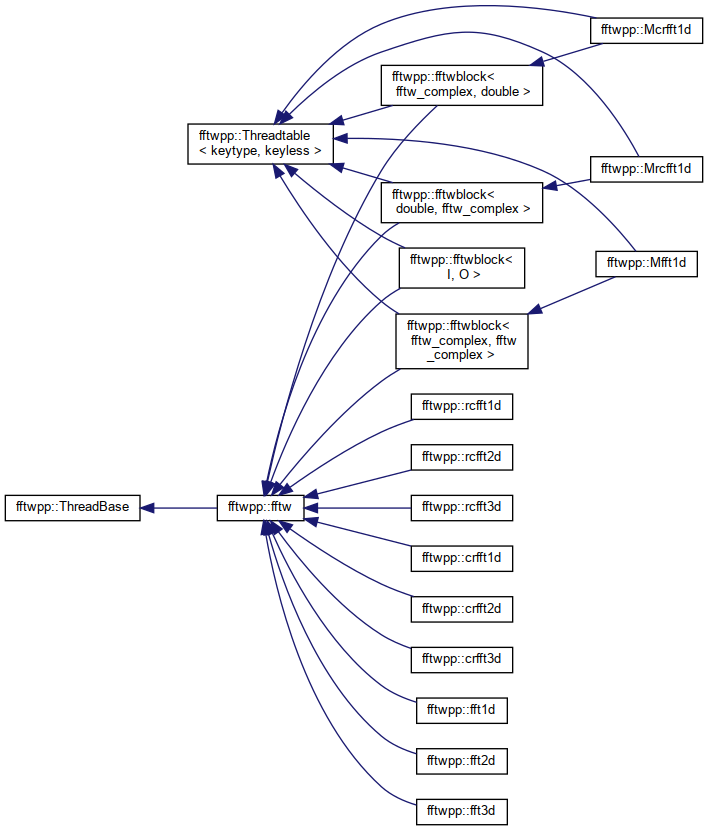 fftwpp::Mcrfft1d
fftwpp::fftwblock<
fftw_complex, double >
fftwpp::Threadtable
< keytype, keyless >
fftwpp::Mrcfft1d
fftwpp::fftwblock<
double, fftw_complex >
fftwpp::fftwblock<
I, O >
fftwpp::Mfft1d
fftwpp::fftwblock<
fftw_complex, fftw
_complex >
fftwpp::rcfft1d
fftwpp::rcfft2d
fftwpp::ThreadBase
fftwpp::fftw
fftwpp::rcfft3d
fftwpp::crfft1d
fftwpp::crfft2d
fftwpp::crfft3d
fftwpp::fft1d
fftwpp::fft2d
fftwpp::fft3d